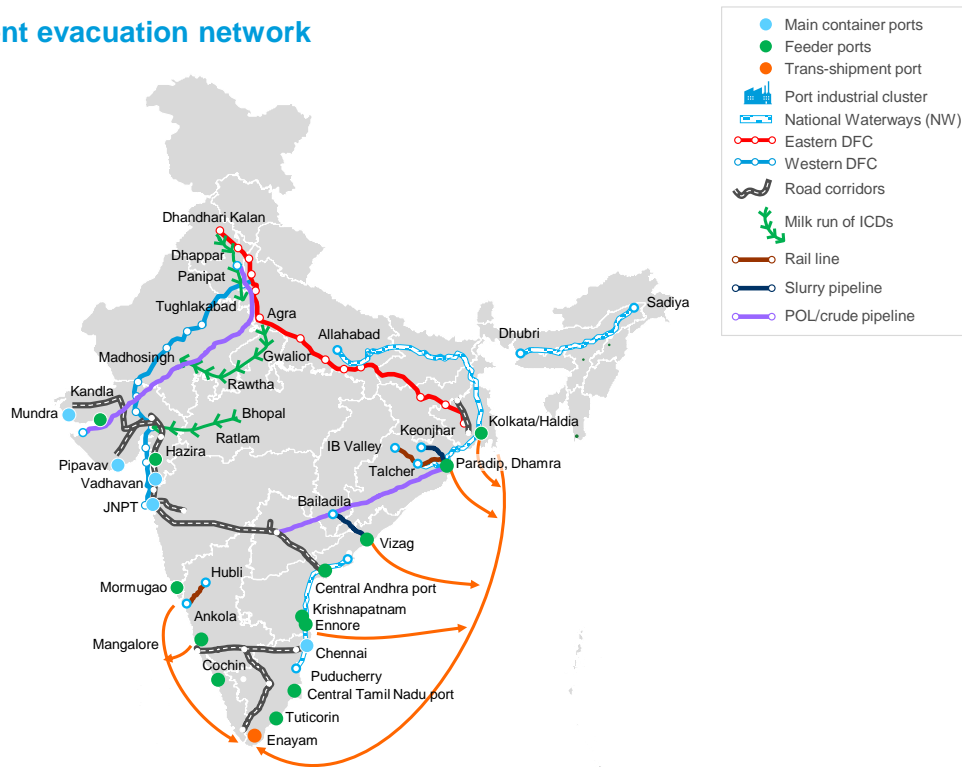 nt evacuation network
Main container ports
Feeder ports
Trans-shipment port
Port industrial cluster
National Waterways (NW)
Eastern DFC
Western DFC
Road corridors
Milk run of ICDs
Rail line
Slurry pipeline
POL/crude pipeline
Dhandhari Kalan
Dhappar
Panipat
Tughlakabad
Agra
Allahabad
Dhubri
Sadiya
Madhosingh
Gwalior
Rawtha
Kandla
Mundra
Bhopal
Ratlam
Kolkata/Haldia
Keonjhar
IB Valley
Hazira
Pipavav
Talcher
Paradip, Dhamra
Vadhavan
JNPT
Bailadila
Vizag
Hubli
Mormugao
Central Andhra port
Ankola
Krishnapatnam
Ennore
Mangalore
Chennai
Cochin
Puducherry
Central Tamil Nadu port
Tuticorin
Enayam